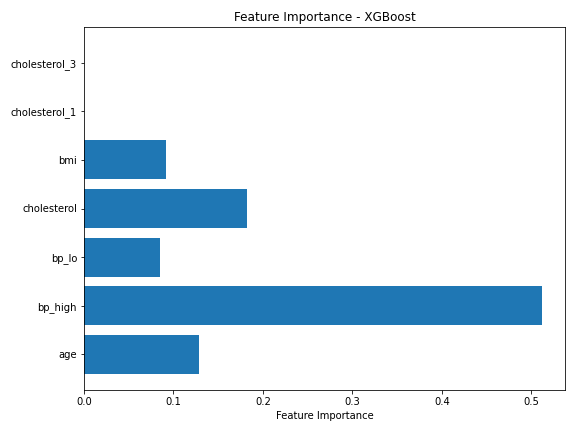 Feature Importance - XGBoost
cholesterol_3
cholesterol_1
bmi
cholesterol
bp_lo
bp_high
age
0.0 0.1 0.2 0.3 0.4 0.5
Feature Importance